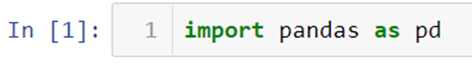 In [1]: 1 import pandas as pd